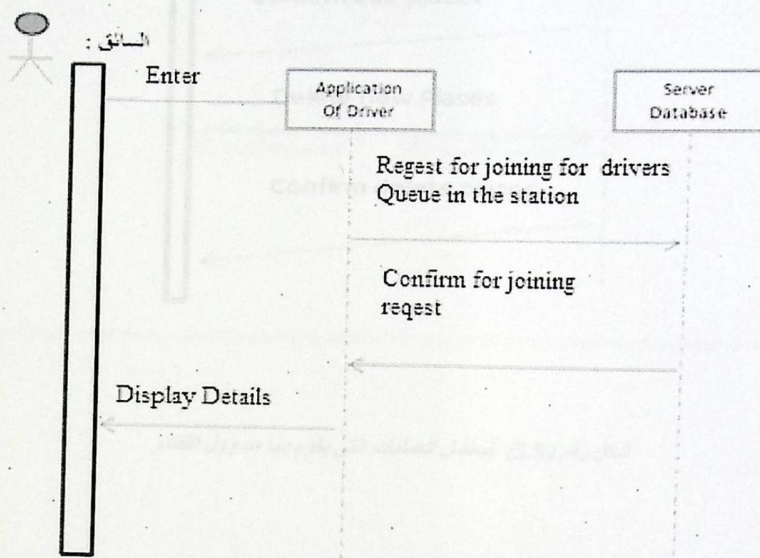 السائق :
Enter
Application
Of Driver
Server
Database
Regest for joining for drivers
Queue in the station
Confirm for joining
reqest
Display Details